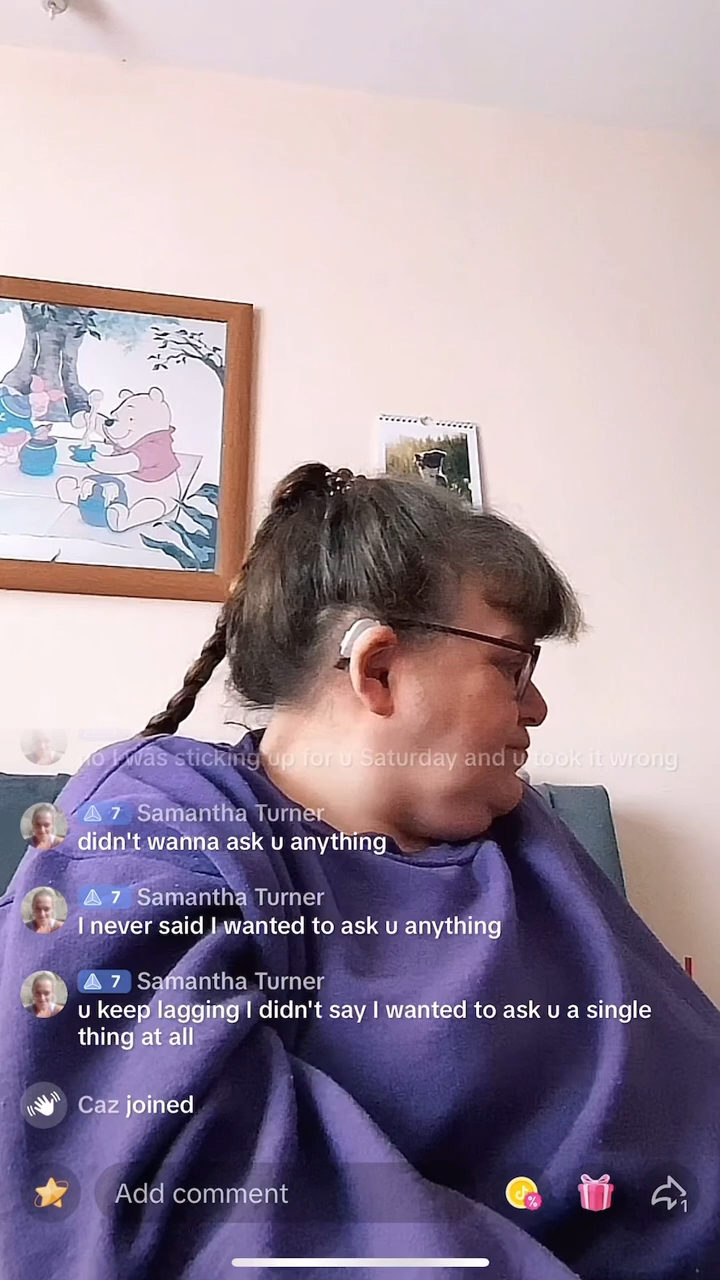 no I was sticking up for u Saturday and u took it wrong
7 Samantha Turner
didn't wanna ask u anything
7 Samantha Turner
I never said I wanted to ask u anything
7 Samantha Turner
u keep lagging I didn't say I wanted to ask u a single
thing at all
Caz joined
Add comment
1